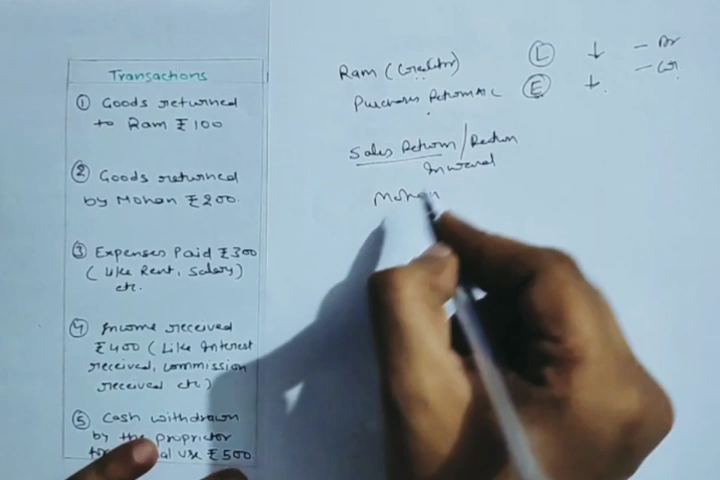 Transactions
① Goods returned
to Ram ₹100
② Goods returned
by Mohan ₹200.
③ Expenses Paid ₹300
(Like Rent, Salary)
etc.
④ Income received
₹400 (Like Interest
received, commission
received etc)
⑤ Cash withdrawn
by the proprietor
use ₹500
Ram (Creditor) Ⓛ ↓ – Dr
Purchases Return A/c Ⓔ ↓ – Cr.
Sales Return / Return
Inward
Mohan